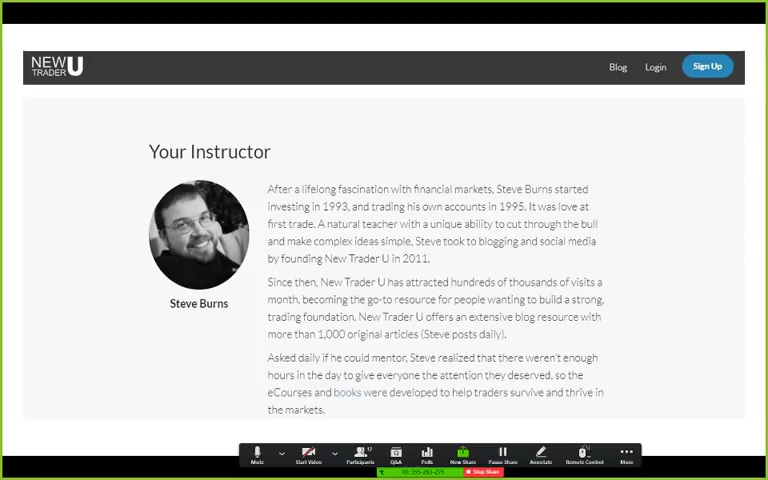 NEW TRADER U
Blog Login Sign Up
Your Instructor
After a lifelong fascination with financial markets, Steve Burns started
investing in 1993, and trading his own accounts in 1995. It was love at
first trade. A natural teacher with a unique ability to cut through the bull
and make complex ideas simple, Steve took to blogging and social media
by founding New Trader U in 2011.
Since then, New Trader U has attracted hundreds of thousands of visits a
month, becoming the go-to resource for people wanting to build a strong,
trading foundation. New Trader U offers an extensive blog resource with
more than 1,000 original articles (Steve posts daily).
Asked daily if he could mentor, Steve realized that there weren't enough
hours in the day to give everyone the attention they deserved, so the
eCourses and books were developed to help traders survive and thrive in
the markets.
Steve Burns
Mute Start Video Participants 12 Q&A Polls New Share Pause Share Annotate Remote Control More
Stop Share